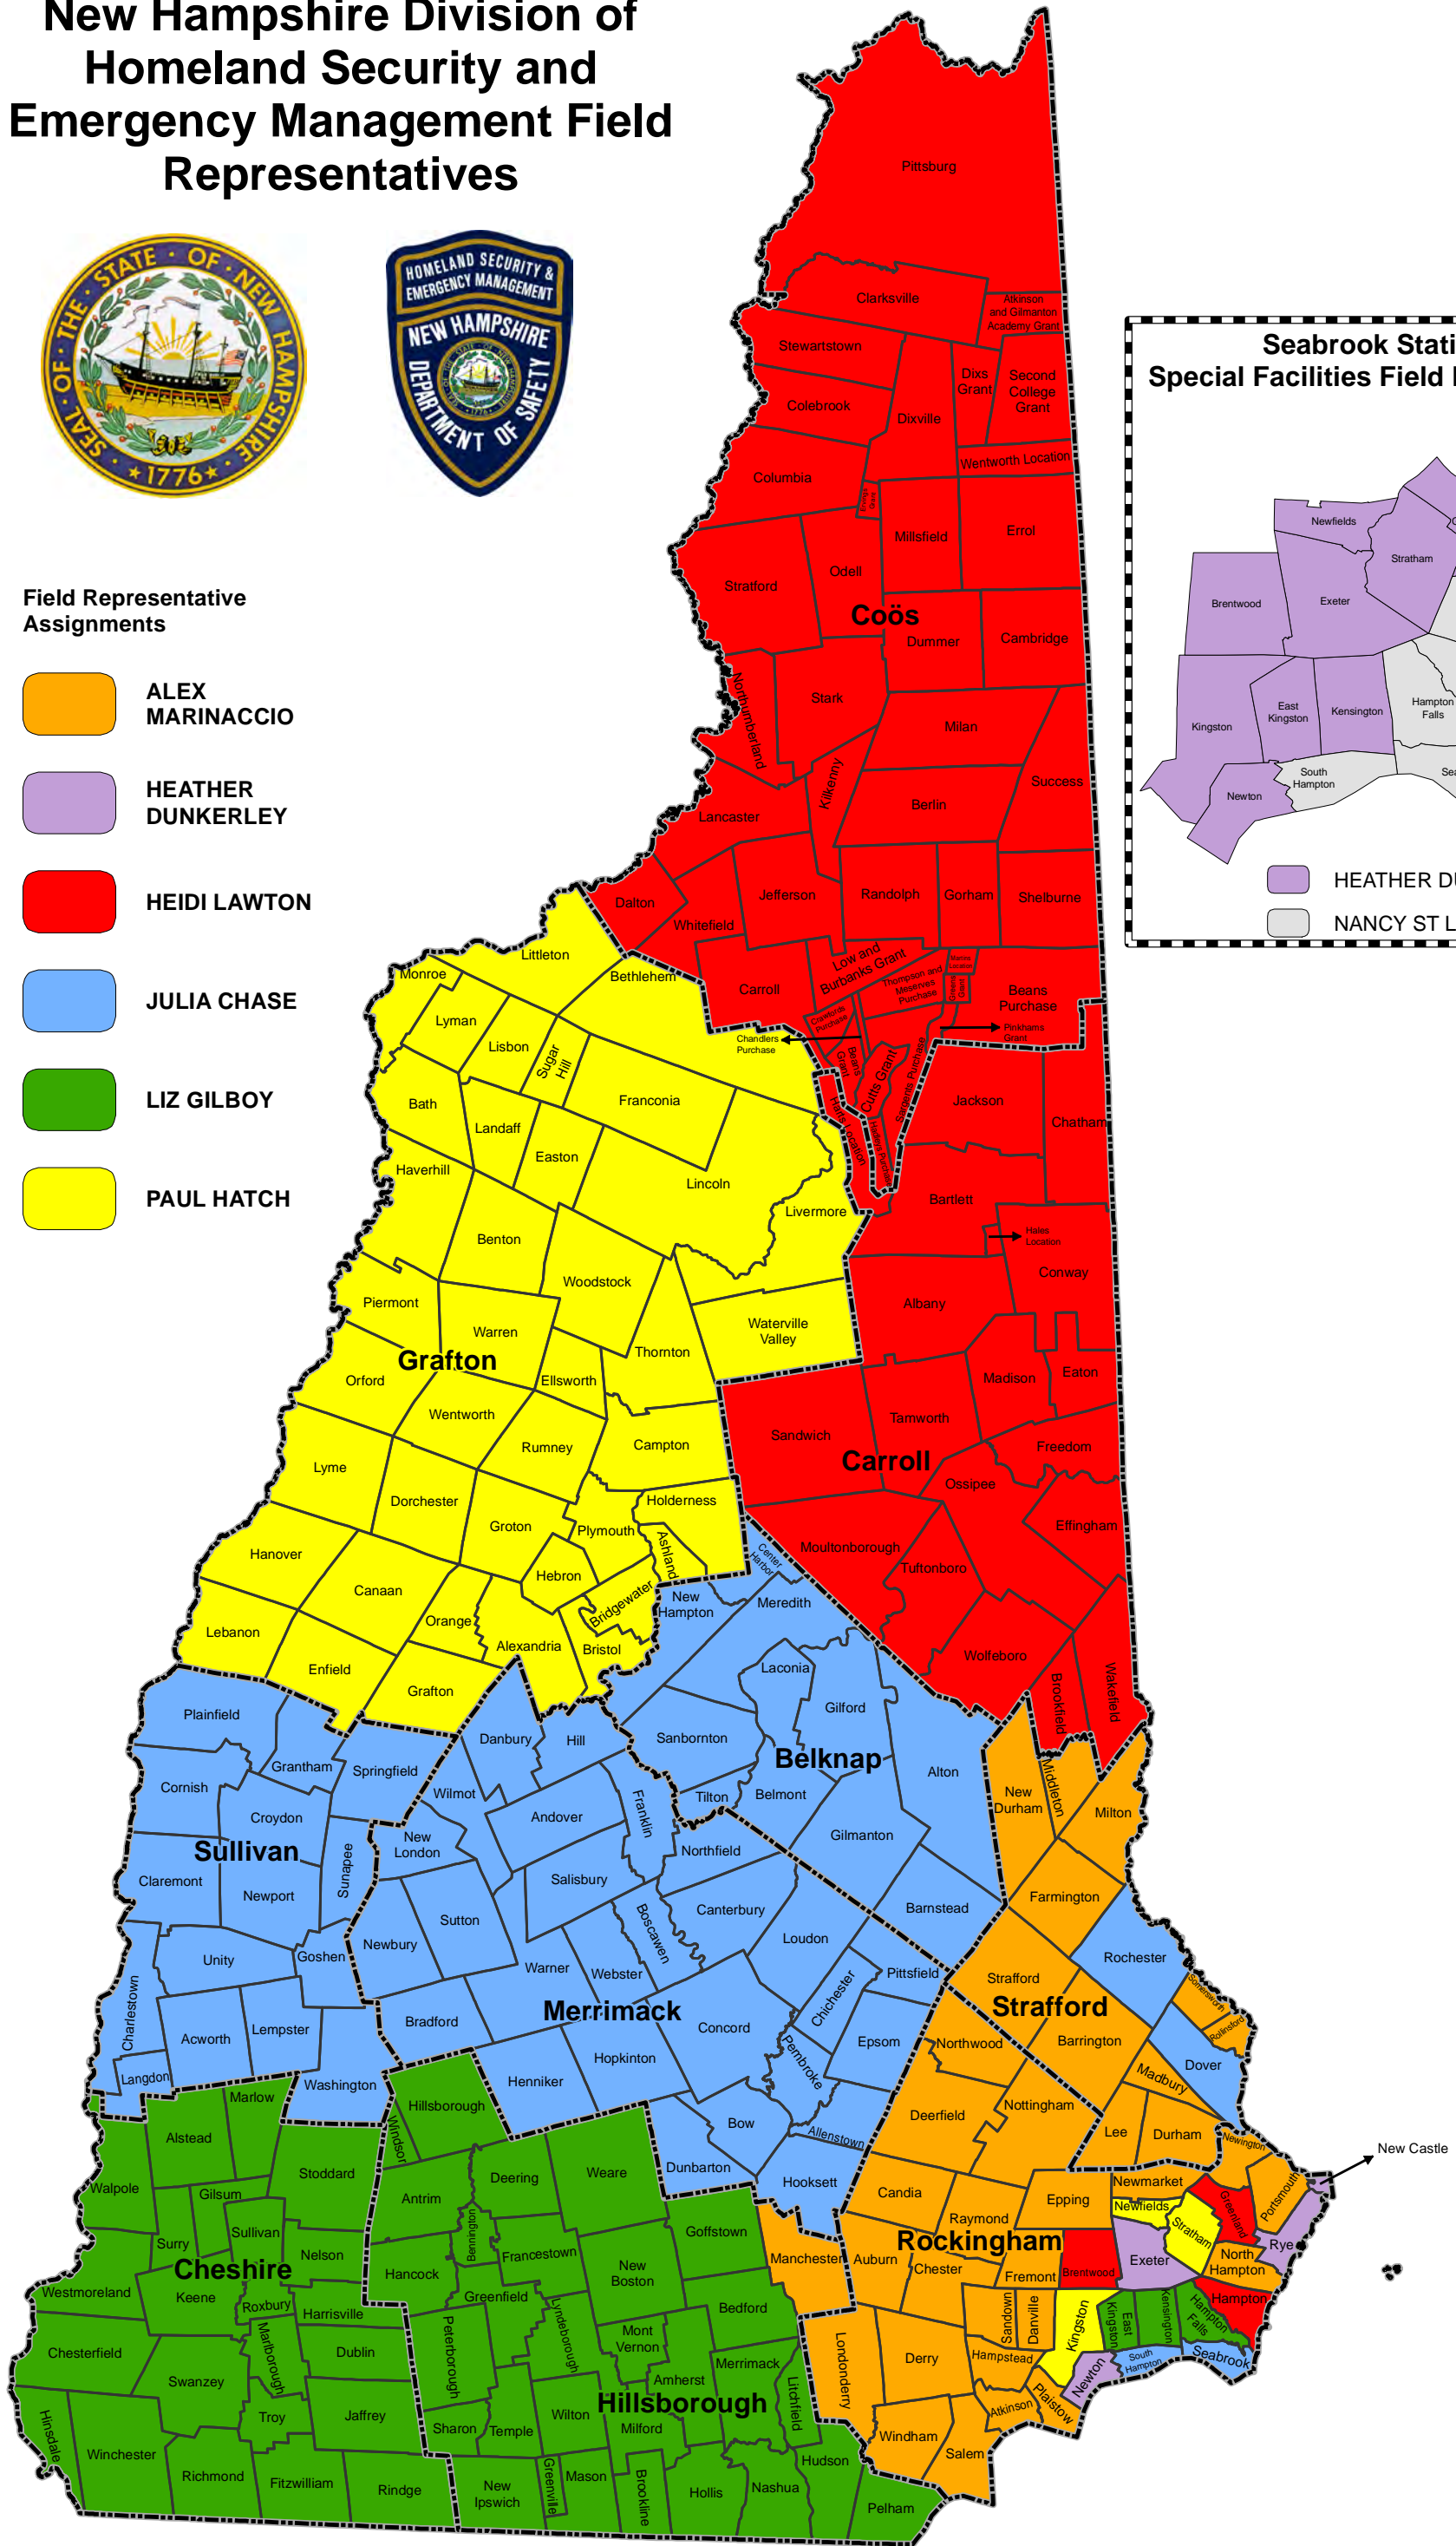 New Hampshire Division of
Homeland Security and
Emergency Management Field
Representatives
SEAL · OF · THE · STATE · OF · NEW HAMPSHIRE
1776
HOMELAND SECURITY &
EMERGENCY MANAGEMENT
NEW HAMPSHIRE
DEPARTMENT OF SAFETY
Field Representative
Assignments
ALEX
MARINACCIO
HEATHER
DUNKERLEY
HEIDI LAWTON
JULIA CHASE
LIZ GILBOY
PAUL HATCH
Seabrook Stati
Special Facilities Field
Newfields
Stratham
Brentwood
Exeter
Kingston
East
Kingston
Kensington
Hampton
Falls
Newton
South
Hampton
Sea
HEATHER DU
NANCY ST L
Pittsburg
Clarksville
Atkinson
and Gilmanton
Academy Grant
Stewartstown
Dixs
Grant
Second
College
Grant
Colebrook
Dixville
Wentworth Location
Columbia
Ervings
Grant
Millsfield
Errol
Odell
Stratford
Coös
Dummer
Cambridge
Northumberland
Stark
Milan
Kilkenny
Success
Lancaster
Berlin
Dalton
Jefferson
Randolph
Gorham
Shelburne
Whitefield
Carroll
Low and
Burbanks Grant
Martins
Location
Thompson and
Meserves
Purchase
Greens
Grant
Beans
Purchase
Crawfords
Purchase
Pinkhams
Grant
Chandlers
Purchase
Beans
Grant
Cutts Grant
Sargents Purchase
Hadleys Purchase
Harts Location
Jackson
Chatham
Bartlett
Hales
Location
Conway
Albany
Madison
Eaton
Tamworth
Sandwich
Carroll
Freedom
Ossipee
Effingham
Moultonborough
Tuftonboro
Wolfeboro
Brookfield
Wakefield
Littleton
Monroe
Bethlehem
Lyman
Lisbon
Sugar
Hill
Bath
Landaff
Franconia
Easton
Haverhill
Lincoln
Livermore
Benton
Woodstock
Piermont
Warren
Waterville
Valley
Thornton
Grafton
Orford
Ellsworth
Wentworth
Rumney
Campton
Lyme
Dorchester
Holderness
Groton
Plymouth
Ashland
Hanover
Hebron
Canaan
Bridgewater
Orange
Lebanon
Alexandria
Bristol
Enfield
Grafton
Center
Harbor
New
Hampton
Meredith
Laconia
Gilford
Sanbornton
Belknap
Alton
Tilton
Belmont
Gilmanton
Barnstead
Plainfield
Grantham
Springfield
Cornish
Croydon
Sullivan
Claremont
Newport
Sunapee
Unity
Goshen
Charlestown
Acworth
Lempster
Langdon
Washington
Danbury
Hill
Wilmot
Andover
Franklin
New
London
Northfield
Salisbury
Sutton
Boscawen
Canterbury
Loudon
Newbury
Warner
Webster
Chichester
Pittsfield
Merrimack
Bradford
Concord
Epsom
Pembroke
Hopkinton
Henniker
Bow
Allenstown
Dunbarton
Hooksett
New
Durham
Middleton
Milton
Farmington
Rochester
Strafford
Strafford
Somersworth
Rollinsford
Barrington
Dover
Madbury
Lee
Durham
Northwood
Nottingham
Deerfield
Newington
New Castle
Newmarket
Portsmouth
Candia
Epping
Newfields
Greenland
Raymond
Stratham
Rye
Rockingham
Auburn
Chester
Fremont
Brentwood
Exeter
North
Hampton
Manchester
Sandown
Danville
Kingston
East
Kingston
Kensington
Hampton
Falls
Hampton
Londonderry
Derry
Hampstead
Newton
South
Hampton
Seabrook
Atkinson
Plaistow
Windham
Salem
Marlow
Alstead
Stoddard
Walpole
Gilsum
Surry
Sullivan
Nelson
Cheshire
Westmoreland
Keene
Roxbury
Harrisville
Chesterfield
Marlborough
Dublin
Swanzey
Troy
Jaffrey
Hinsdale
Winchester
Richmond
Fitzwilliam
Rindge
Hillsborough
Windsor
Deering
Weare
Antrim
Bennington
Goffstown
Francestown
Hancock
New
Boston
Greenfield
Bedford
Peterborough
Lyndeborough
Mont
Vernon
Merrimack
Amherst
Litchfield
Hillsborough
Sharon
Temple
Wilton
Milford
Hudson
New
Ipswich
Greenville
Mason
Brookline
Hollis
Nashua
Pelham